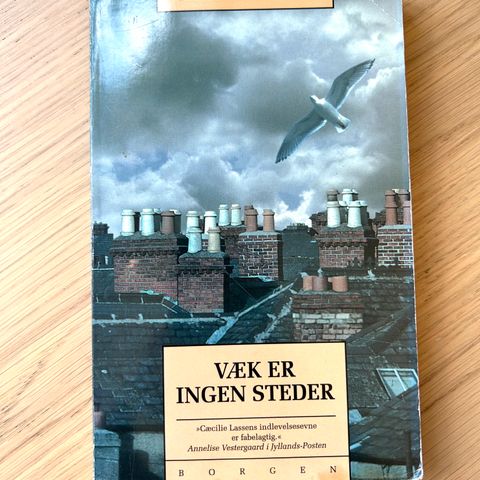 VÆK ER
INGEN STEDER
»Cæcilie Lassens indlevelsesevne
er fabelagtig.«
Annelise Vestergaard i Jyllands-Posten
BORGEN